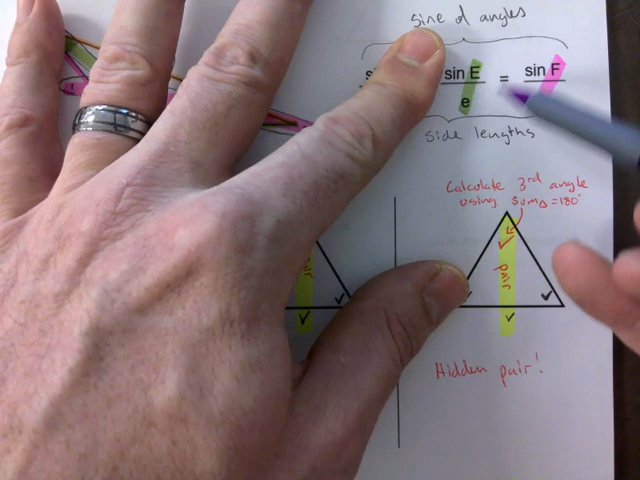 sine of angles
sin E = sin F
e
side lengths
Calculate 3rd angle
using Sum△=180°
pair
Hidden pair!